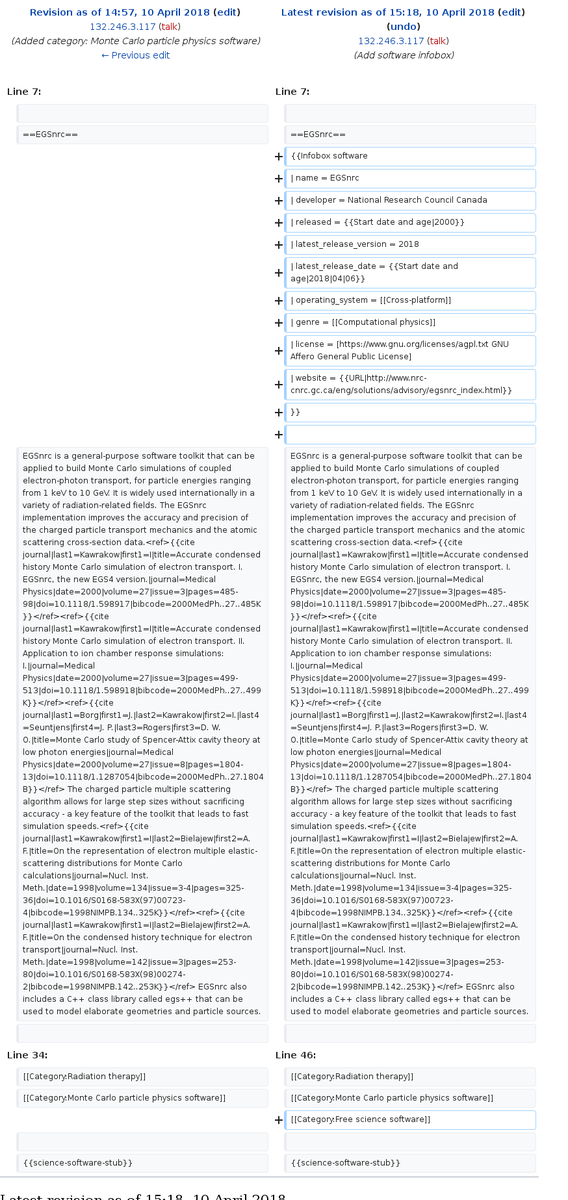 Revision as of 14:57, 10 April 2018 (edit)
132.246.3.117 (talk)
(Added category: Monte Carlo particle physics software)
← Previous edit
Latest revision as of 15:18, 10 April 2018 (edit)
(undo)
132.246.3.117 (talk)
(Add software infobox)
Line 7:
Line 7:
==EGSnrc==
==EGSnrc==
+ {{Infobox software
+ | name = EGSnrc
+ | developer = National Research Council Canada
+ | released = {{Start date and age|2000}}
+ | latest_release_version = 2018
+ | latest_release_date = {{Start date and
age|2018|04|06}}
+ | operating_system = [[Cross-platform]]
+ | genre = [[Computational physics]]
+ | license = [https://www.gnu.org/licenses/agpl.txt GNU
Affero General Public License]
+ | website = {{URL|http://www.nrc-
cnrc.gc.ca/eng/solutions/advisory/egsnrc_index.html}}
+ }}
+
EGSnrc is a general-purpose software toolkit that can be
applied to build Monte Carlo simulations of coupled
electron-photon transport, for particle energies ranging
from 1 keV to 10 GeV. It is widely used internationally in a
variety of radiation-related fields. The EGSnrc
implementation improves the accuracy and precision of
the charged particle transport mechanics and the atomic
scattering cross-section data.<ref>{{cite
journal|last1=Kawrakow|first1=I|title=Accurate condensed
history Monte Carlo simulation of electron transport. I.
EGSnrc, the new EGS4 version.|journal=Medical
Physics|date=2000|volume=27|issue=3|pages=485-
98|doi=10.1118/1.598917|bibcode=2000MedPh..27..485K
}}</ref><ref>{{cite
journal|last1=Kawrakow|first1=I|title=Accurate condensed
history Monte Carlo simulation of electron transport. II.
Application to ion chamber response simulations:
I.|journal=Medical
Physics|date=2000|volume=27|issue=3|pages=499-
513|doi=10.1118/1.598918|bibcode=2000MedPh..27..499
K}}</ref><ref>{{cite
journal|last1=Borg|first1=J.|last2=Kawrakow|first2=I.|last4
=Seuntjens|first4=J. P.|last3=Rogers|first3=D. W.
O.|title=Monte Carlo study of Spencer-Attix cavity theory at
low photon energies|journal=Medical
Physics|date=2000|volume=27|issue=8|pages=1804-
13|doi=10.1118/1.1287054|bibcode=2000MedPh..27.1804
B}}</ref> The charged particle multiple scattering
algorithm allows for large step sizes without sacrificing
accuracy - a key feature of the toolkit that leads to fast
simulation speeds.<ref>{{cite
journal|last1=Kawrakow|first1=I|last2=Bielajew|first2=A.
F.|title=On the representation of electron multiple elastic-
scattering distributions for Monte Carlo
calculations|journal=Nucl. Inst.
Meth.|date=1998|volume=134|issue=3-4|pages=325-
36|doi=10.1016/S0168-583X(97)00723-
4|bibcode=1998NIMPB.134..325K}}</ref><ref>{{cite
journal|last1=Kawrakow|first1=I|last2=Bielajew|first2=A.
F.|title=On the condensed history technique for electron
transport|journal=Nucl. Inst.
Meth.|date=1998|volume=142|issue=3|pages=253-
80|doi=10.1016/S0168-583X(98)00274-
2|bibcode=1998NIMPB.142..253K}}</ref> EGSnrc also
includes a C++ class library called egs++ that can be
used to model elaborate geometries and particle sources.
EGSnrc is a general-purpose software toolkit that can be
applied to build Monte Carlo simulations of coupled
electron-photon transport, for particle energies ranging
from 1 keV to 10 GeV. It is widely used internationally in a
variety of radiation-related fields. The EGSnrc
implementation improves the accuracy and precision of
the charged particle transport mechanics and the atomic
scattering cross-section data.<ref>{{cite
journal|last1=Kawrakow|first1=I|title=Accurate condensed
history Monte Carlo simulation of electron transport. I.
EGSnrc, the new EGS4 version.|journal=Medical
Physics|date=2000|volume=27|issue=3|pages=485-
98|doi=10.1118/1.598917|bibcode=2000MedPh..27..485K
}}</ref><ref>{{cite
journal|last1=Kawrakow|first1=I|title=Accurate condensed
history Monte Carlo simulation of electron transport. II.
Application to ion chamber response simulations:
I.|journal=Medical
Physics|date=2000|volume=27|issue=3|pages=499-
513|doi=10.1118/1.598918|bibcode=2000MedPh..27..499
K}}</ref><ref>{{cite
journal|last1=Borg|first1=J.|last2=Kawrakow|first2=I.|last4
=Seuntjens|first4=J. P.|last3=Rogers|first3=D. W.
O.|title=Monte Carlo study of Spencer-Attix cavity theory at
low photon energies|journal=Medical
Physics|date=2000|volume=27|issue=8|pages=1804-
13|doi=10.1118/1.1287054|bibcode=2000MedPh..27.1804
B}}</ref> The charged particle multiple scattering
algorithm allows for large step sizes without sacrificing
accuracy - a key feature of the toolkit that leads to fast
simulation speeds.<ref>{{cite
journal|last1=Kawrakow|first1=I|last2=Bielajew|first2=A.
F.|title=On the representation of electron multiple elastic-
scattering distributions for Monte Carlo
calculations|journal=Nucl. Inst.
Meth.|date=1998|volume=134|issue=3-4|pages=325-
36|doi=10.1016/S0168-583X(97)00723-
4|bibcode=1998NIMPB.134..325K}}</ref><ref>{{cite
journal|last1=Kawrakow|first1=I|last2=Bielajew|first2=A.
F.|title=On the condensed history technique for electron
transport|journal=Nucl. Inst.
Meth.|date=1998|volume=142|issue=3|pages=253-
80|doi=10.1016/S0168-583X(98)00274-
2|bibcode=1998NIMPB.142..253K}}</ref> EGSnrc also
includes a C++ class library called egs++ that can be
used to model elaborate geometries and particle sources.
Line 34:
Line 46:
[[Category:Radiation therapy]]
[[Category:Radiation therapy]]
[[Category:Monte Carlo particle physics software]]
[[Category:Monte Carlo particle physics software]]
+ [[Category:Free science software]]
{{science-software-stub}}
{{science-software-stub}}
Latest revision as of 15:18, 10 April 2018